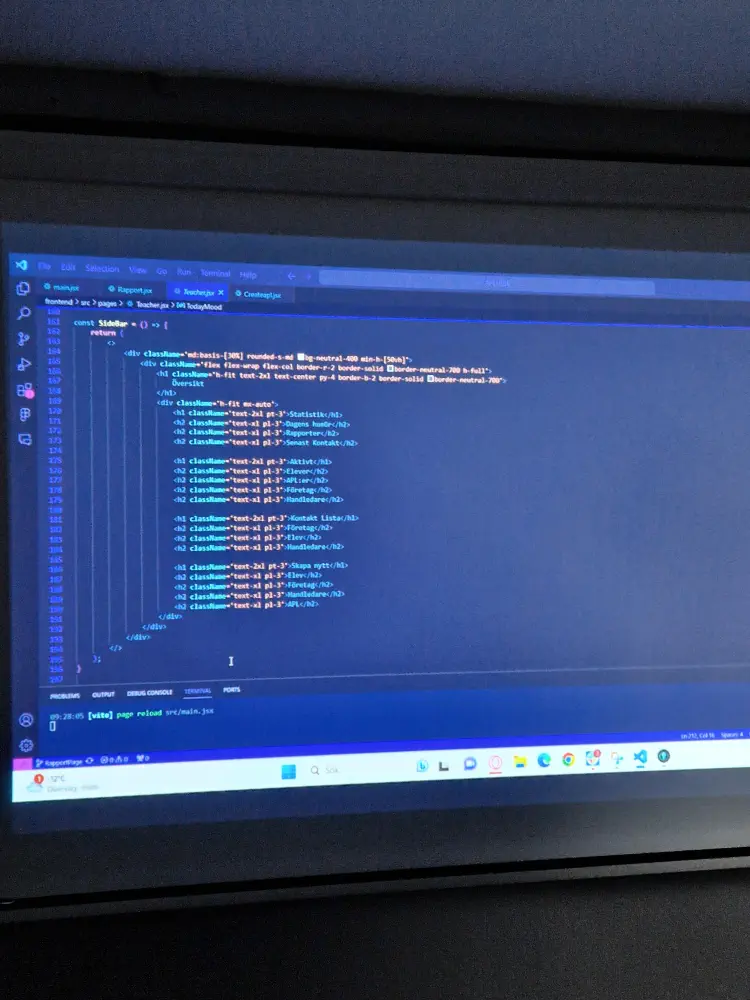 File Edit Selection View Go Run Terminal Help
main.jsx Rapport.jsx Teacher.jsx Createapl.jsx
frontend > src > pages > Teacher.jsx > TodayMood
160
161 const SideBar = () => {
162 return (
163 <>
164 <div className="md:basis-[30%] rounded-s-md bg-neutral-400 min-h-[50vh]">
165 <div className="flex flex-wrap flex-col border-r-2 border-solid border-neutral-700 h-full">
166 <h1 className="h-fit text-2xl text-center py-4 border-b-2 border-solid border-neutral-700">
167 Översikt
168 </h1>
169 <div className="h-fit mx-auto">
170 <h1 className="text-2xl pt-3">Statistik</h1>
171 <h2 className="text-xl pl-3">Dagens humör</h2>
172 <h2 className="text-xl pl-3">Rapporter</h2>
173 <h2 className="text-xl pl-3">Senast Kontakt</h2>
174
175 <h1 className="text-2xl pt-3">Aktivt</h1>
176 <h2 className="text-xl pl-3">Elever</h2>
177 <h2 className="text-xl pl-3">APL:er</h2>
178 <h2 className="text-xl pl-3">Företag</h2>
179 <h2 className="text-xl pl-3">Handledare</h2>
180
181 <h1 className="text-2xl pt-3">Kontakt Lista</h1>
182 <h2 className="text-xl pl-3">Företag</h2>
183 <h2 className="text-xl pl-3">Elev</h2>
184 <h2 className="text-xl pl-3">Handledare</h2>
185
186 <h1 className="text-2xl pt-3">Skapa nytt</h1>
187 <h2 className="text-xl pl-3">Elev</h2>
188 <h2 className="text-xl pl-3">Företag</h2>
189 <h2 className="text-xl pl-3">Handledare</h2>
190 <h2 className="text-xl pl-3">APL</h2>
191 </div>
192 </div>
193 </div>
194 </>
195 );
196 }
197
PROBLEMS OUTPUT DEBUG CONSOLE TERMINAL PORTS
09:28:05 [vite] page reload src/main.jsx
RapportPage 0 0 0 Ln 212, Col 16 Spaces: 4
-12°C Sök